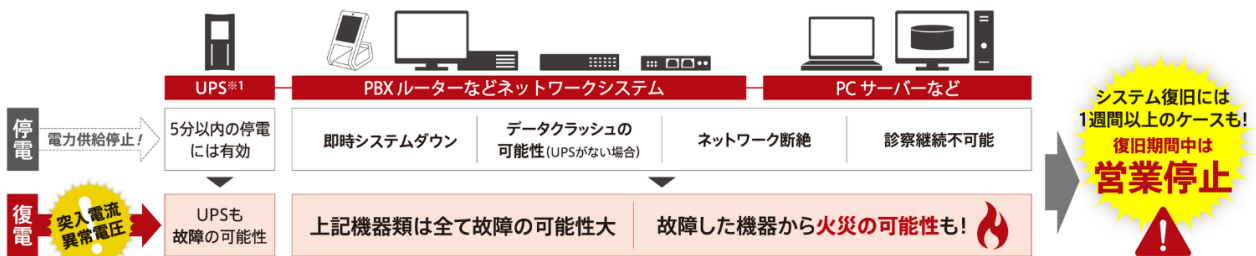 UPS※1
PBXルーターなどネットワークシステム
PCサーバーなど
停電
電力供給停止!
5分以内の停電
には有効
即時システムダウン
データクラッシュの
可能性(UPSがない場合)
ネットワーク断絶
診察継続不可能
復電
突入電流
異常電圧
UPSも
故障の可能性
上記機器類は全て故障の可能性大
故障した機器から火災の可能性も!
システム復旧には
1週間以上のケースも!
復旧期間中は
営業停止